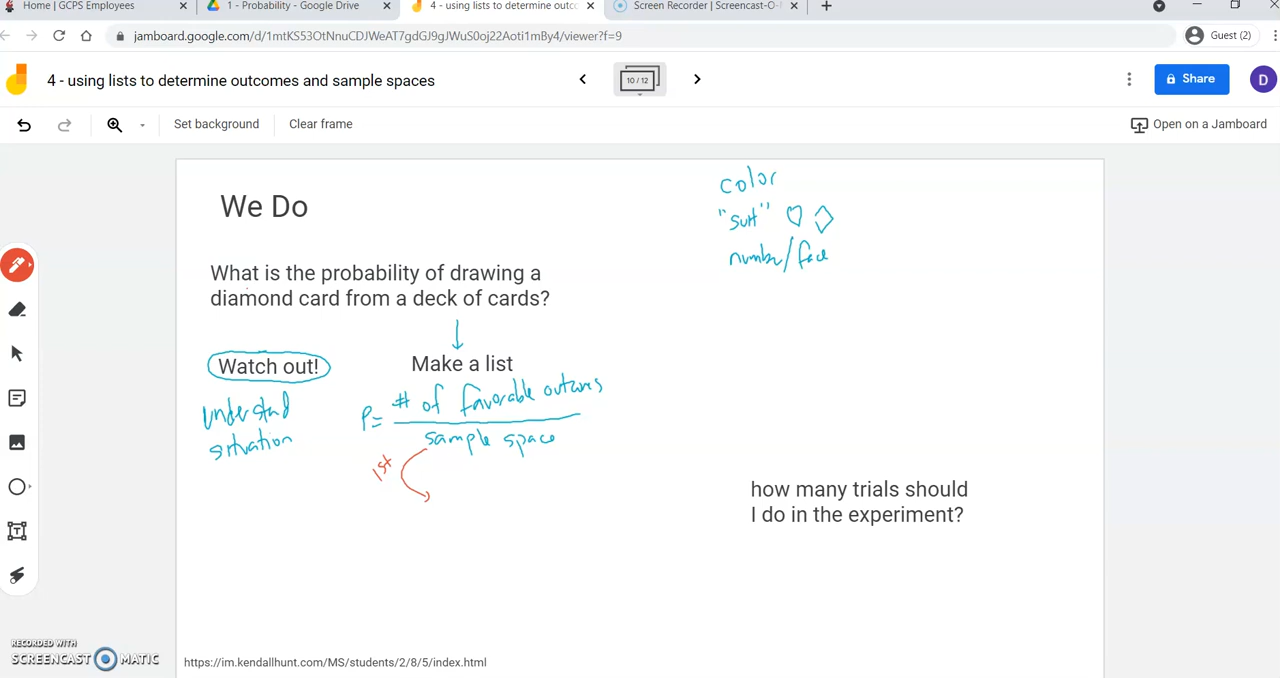 Home | GCPS Employees
1 - Probability - Google Drive
4 - using lists to determine outco
Screen Recorder | Screencast-O-
jamboard.google.com/d/1mtKS53OtNnuCDJWeAT7gdGJ9gJWuS0oj22Aoti1mBy4/viewer?f=9
Guest (2)
4 - using lists to determine outcomes and sample spaces
10 / 12
Share
D
Set background
Clear frame
Open on a Jamboard
We Do
color
"suit"
number/face
What is the probability of drawing a
diamond card from a deck of cards?
Watch out!
Make a list
understand
situation
P = # of favorable outcomes
sample space
1st
how many trials should
I do in the experiment?
RECORDED WITH
SCREENCAST MATIC
https://im.kendallhunt.com/MS/students/2/8/5/index.html